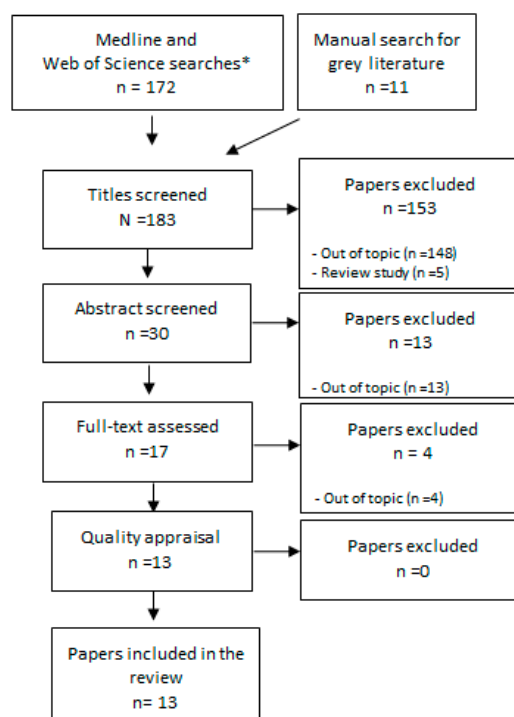 Medline and
Web of Science searches*
n = 172
Manual search for
grey literature
n =11
Titles screened
N =183
Papers excluded
n =153
- Out of topic (n =148)
- Review study (n =5)
Abstract screened
n =30
Papers excluded
n =13
- Out of topic (n =13)
Full-text assessed
n =17
Papers excluded
n = 4
- Out of topic (n =4)
Quality appraisal
n =13
Papers excluded
n =0
Papers included in the
review
n= 13